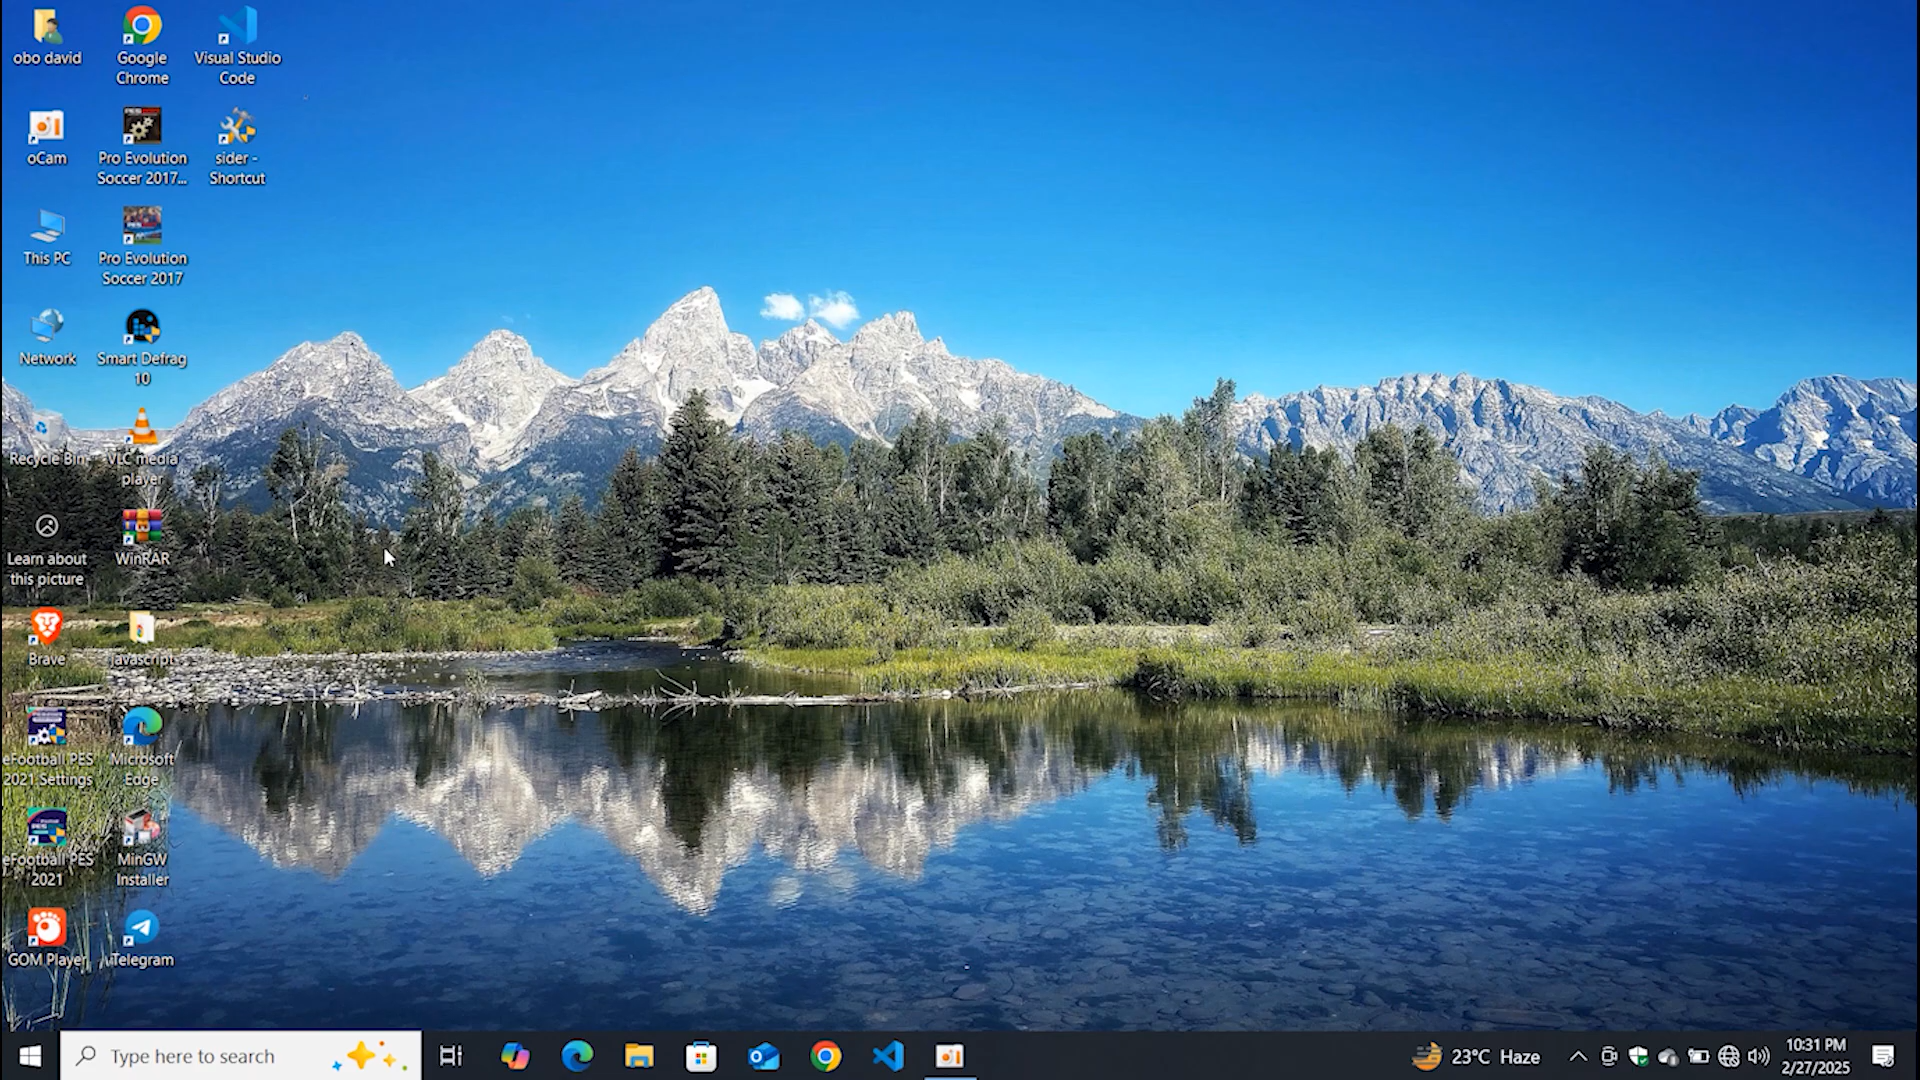 obo david
Google
Chrome
Visual Studio
Code
oCam
Pro Evolution
Soccer 2017...
sider -
Shortcut
This PC
Pro Evolution
Soccer 2017
Network
Smart Defrag
10
Recycle Bin
VLC media
player
Learn about
this picture
WinRAR
Brave
javascript
eFootball PES
2021 Settings
Microsoft
Edge
eFootball PES
2021
MinGW
Installer
GOM Player
Telegram
Type here to search
23°C Haze
10:31 PM
2/27/2025